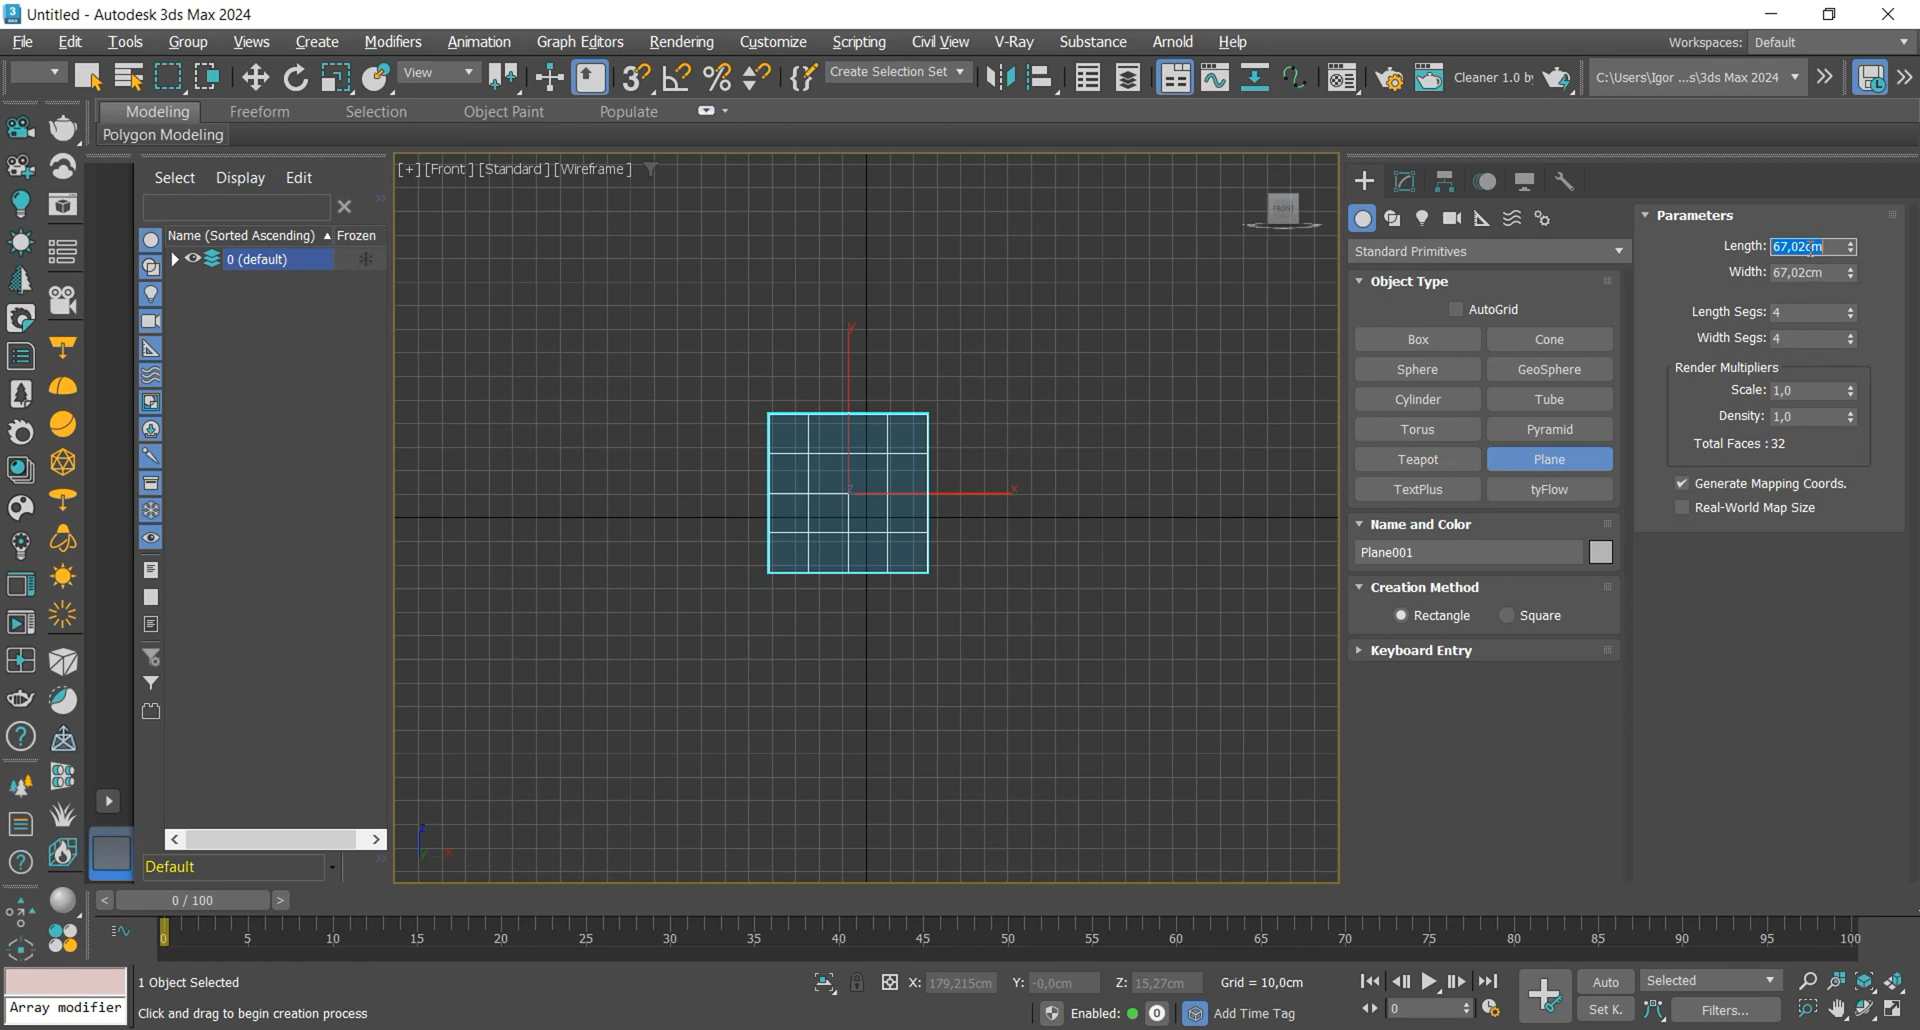 Untitled - Autodesk 3ds Max 2024
File Edit Tools Group Views Create Modifiers Animation Graph Editors Rendering Customize Scripting Civil View V-Ray Substance Arnold Help Workspaces: Default
View Create Selection Set Cleaner 1.0 by C:\Users\Igor ...s\3ds Max 2024
Modeling Freeform Selection Object Paint Populate
Polygon Modeling
Select Display Edit
Name (Sorted Ascending) Frozen
0 (default)
Default
[+] [Front ] [Standard ] [Wireframe ]
FRONT
y
x
z
z
y x
Standard Primitives
Object Type
AutoGrid
Box Cone
Sphere GeoSphere
Cylinder Tube
Torus Pyramid
Teapot Plane
TextPlus tyFlow
Name and Color
Plane001
Creation Method
Rectangle Square
Keyboard Entry
Parameters
Length: 67,02cm
Width: 67,02cm
Length Segs: 4
Width Segs: 4
Render Multipliers
Scale: 1,0
Density: 1,0
Total Faces : 32
Generate Mapping Coords.
Real-World Map Size
< 0 / 100 >
0 5 10 15 20 25 30 35 40 45 50 55 60 65 70 75 80 85 90 95 100
1 Object Selected X: 179,215cm Y: -0,0cm Z: 15,27cm Grid = 10,0cm Auto Selected
Array modifier Click and drag to begin creation process Enabled: 0 Add Time Tag 0 Set K. Filters...